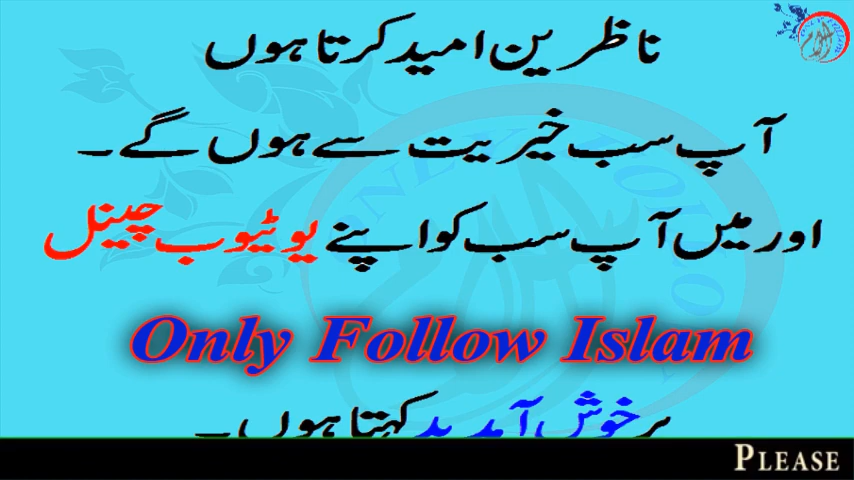 ناظرین امید کرتا ہوں
آپ سب خیریت سے ہوں گے۔
اور میں آپ سب کو اپنے یوٹیوب چینل
Only Follow Islam
پر خوش آمدید کہتا ہوں۔
PLEASE